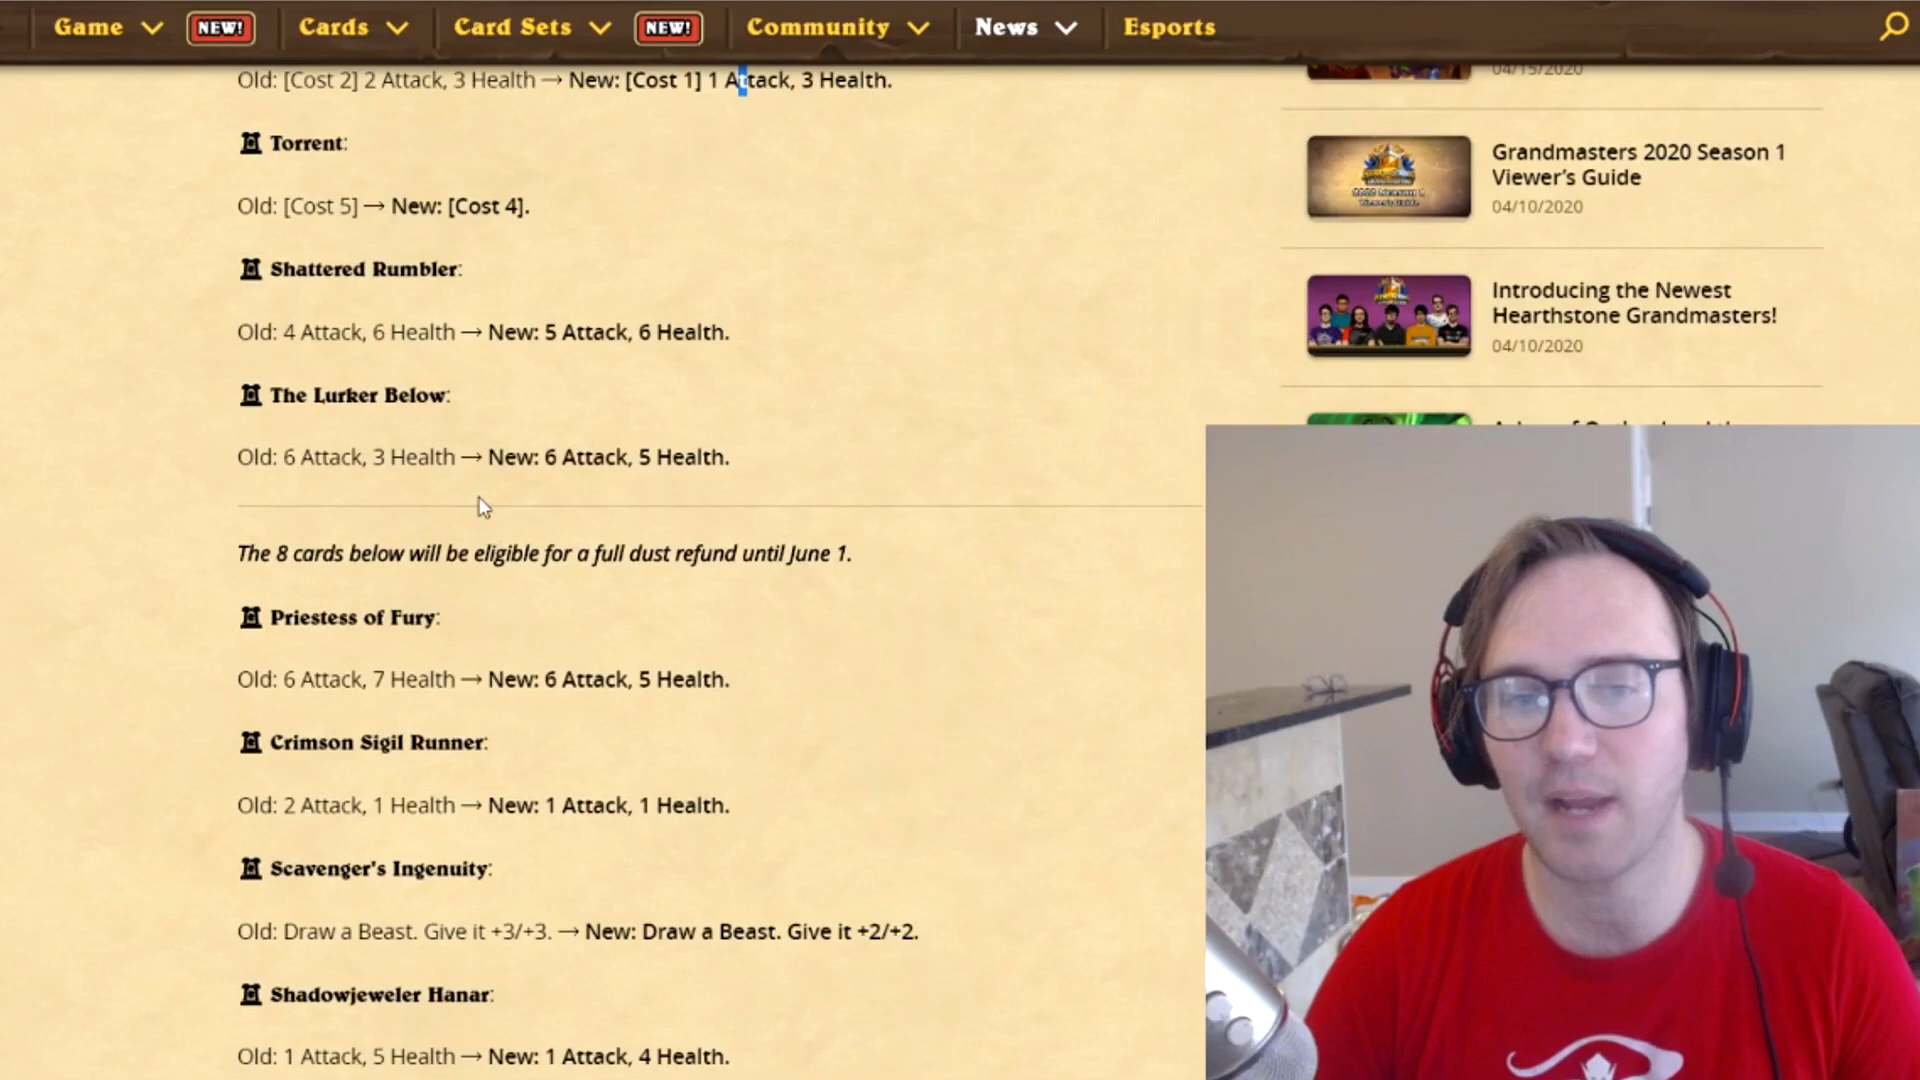 Game NEW! Cards Card Sets NEW! Community News Esports
Old: [Cost 2] 2 Attack, 3 Health → New: [Cost 1] 1 Attack, 3 Health.
Torrent:
Old: [Cost 5] → New: [Cost 4].
Shattered Rumbler:
Old: 4 Attack, 6 Health → New: 5 Attack, 6 Health.
The Lurker Below:
Old: 6 Attack, 3 Health → New: 6 Attack, 5 Health.
The 8 cards below will be eligible for a full dust refund until June 1.
Priestess of Fury:
Old: 6 Attack, 7 Health → New: 6 Attack, 5 Health.
Crimson Sigil Runner:
Old: 2 Attack, 1 Health → New: 1 Attack, 1 Health.
Scavenger's Ingenuity:
Old: Draw a Beast. Give it +3/+3. → New: Draw a Beast. Give it +2/+2.
Shadowjeweler Hanar:
Old: 1 Attack, 5 Health → New: 1 Attack, 4 Health.
04/15/2020
Grandmasters 2020 Season 1
Viewer's Guide
04/10/2020
Introducing the Newest
Hearthstone Grandmasters!
04/10/2020